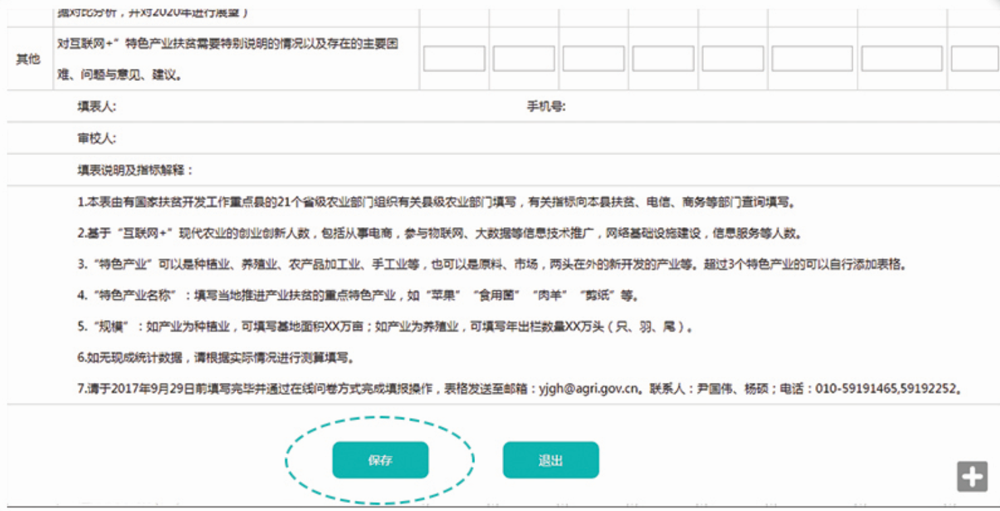 据对比分析，并对2020年进行展望）
其他
对互联网+”特色产业扶贫需要特别说明的情况以及存在的主要困
难、问题与意见、建议。
填表人:
手机号:
审校人:
填表说明及指标解释：
1.本表由有国家扶贫开发工作重点县的21个省级农业部门组织有关县级农业部门填写，有关指标向本县扶贫、电信、商务等部门查询填写。
2.基于“互联网+”现代农业的创业创新人数，包括从事电商，参与物联网、大数据等信息技术推广，网络基础设施建设，信息服务等人数。
3.“特色产业”可以是种植业、养殖业、农产品加工业、手工业等，也可以是原料、市场，两头在外的新开发的产业等。超过3个特色产业的可以自行添加表格。
4.“特色产业名称”：填写当地推进产业扶贫的重点特色产业，如“苹果”“食用菌”“肉羊”“剪纸”等。
5.“规模”：如产业为种植业，可填写基地面积XX万亩；如产业为养殖业，可填写年出栏数量XX万头（只、羽、尾）。
6.如无现成统计数据，请根据实际情况进行测算填写。
7.请于2017年9月29日前填写完毕并通过在线问卷方式完成填报操作，表格发送至邮箱：yjgh@agri.gov.cn。联系人：尹国伟、杨硕；电话：010-59191465,59192252。
保存
退出